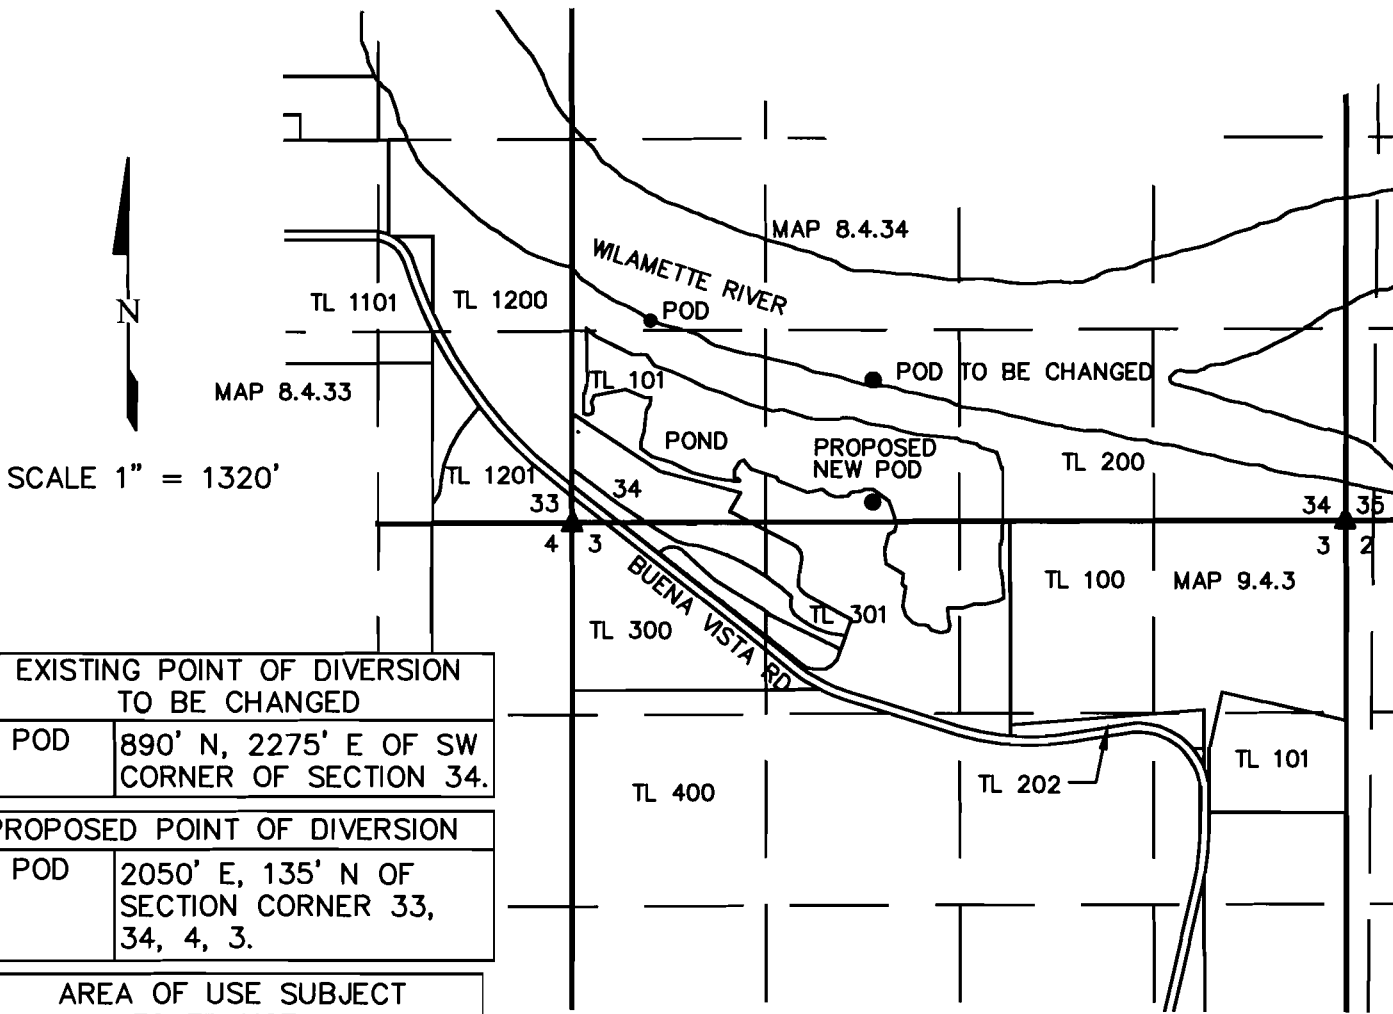 MAP 8.4.34
WILAMETTE RIVER
N
TL 1101
TL 1200
POD
MAP 8.4.33
TL 101
POD TO BE CHANGED
POND
PROPOSED
NEW POD
TL 200
SCALE 1" = 1320'
TL 1201
34
33
34 35
4 3
3 2
BUENA VISTA RD
TL 100
MAP 9.4.3
TL 301
TL 300
EXISTING POINT OF DIVERSION
TO BE CHANGED
POD
890' N, 2275' E OF SW
CORNER OF SECTION 34.
TL 101
TL 202
TL 400
PROPOSED POINT OF DIVERSION
POD
2050' E, 135' N OF
SECTION CORNER 33,
34, 4, 3.
AREA OF USE SUBJECT